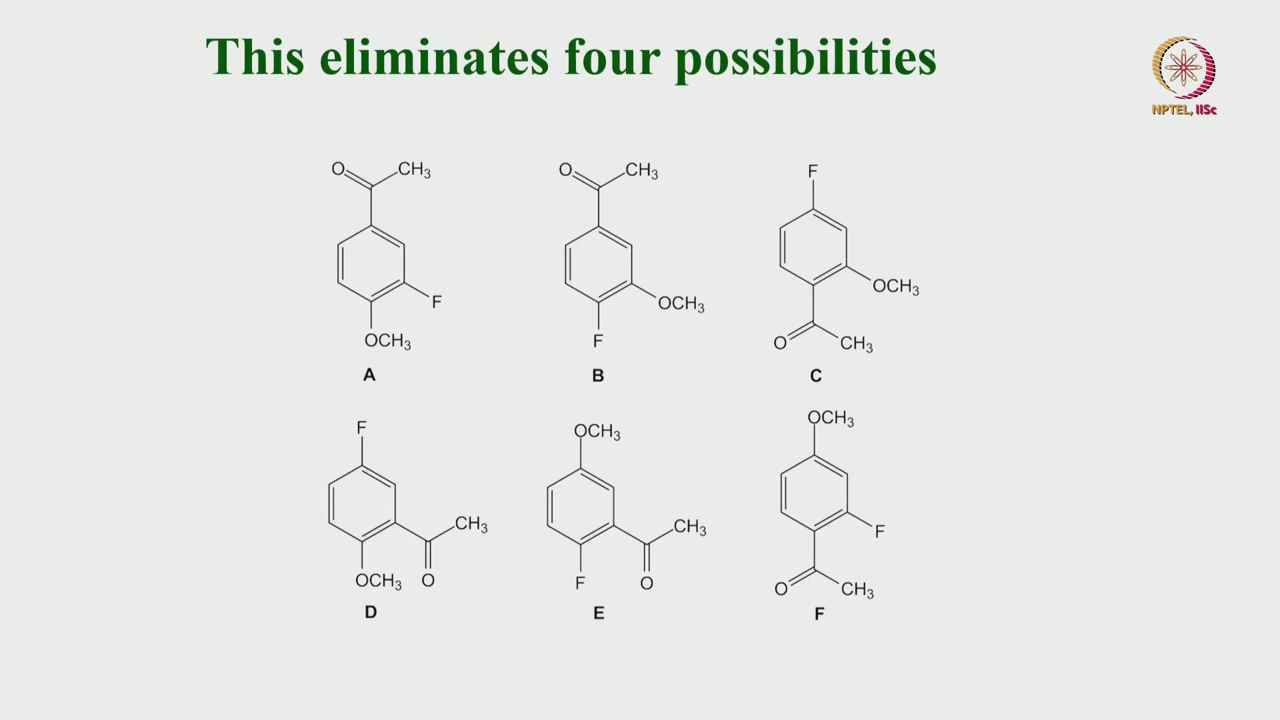 This eliminates four possibilities
NPTEL, IISc
O CH₃
F
OCH₃
A
O CH₃
OCH₃
F
B
F
OCH₃
O CH₃
C
F
CH₃
OCH₃ O
D
OCH₃
CH₃
F O
E
OCH₃
F
O CH₃
F